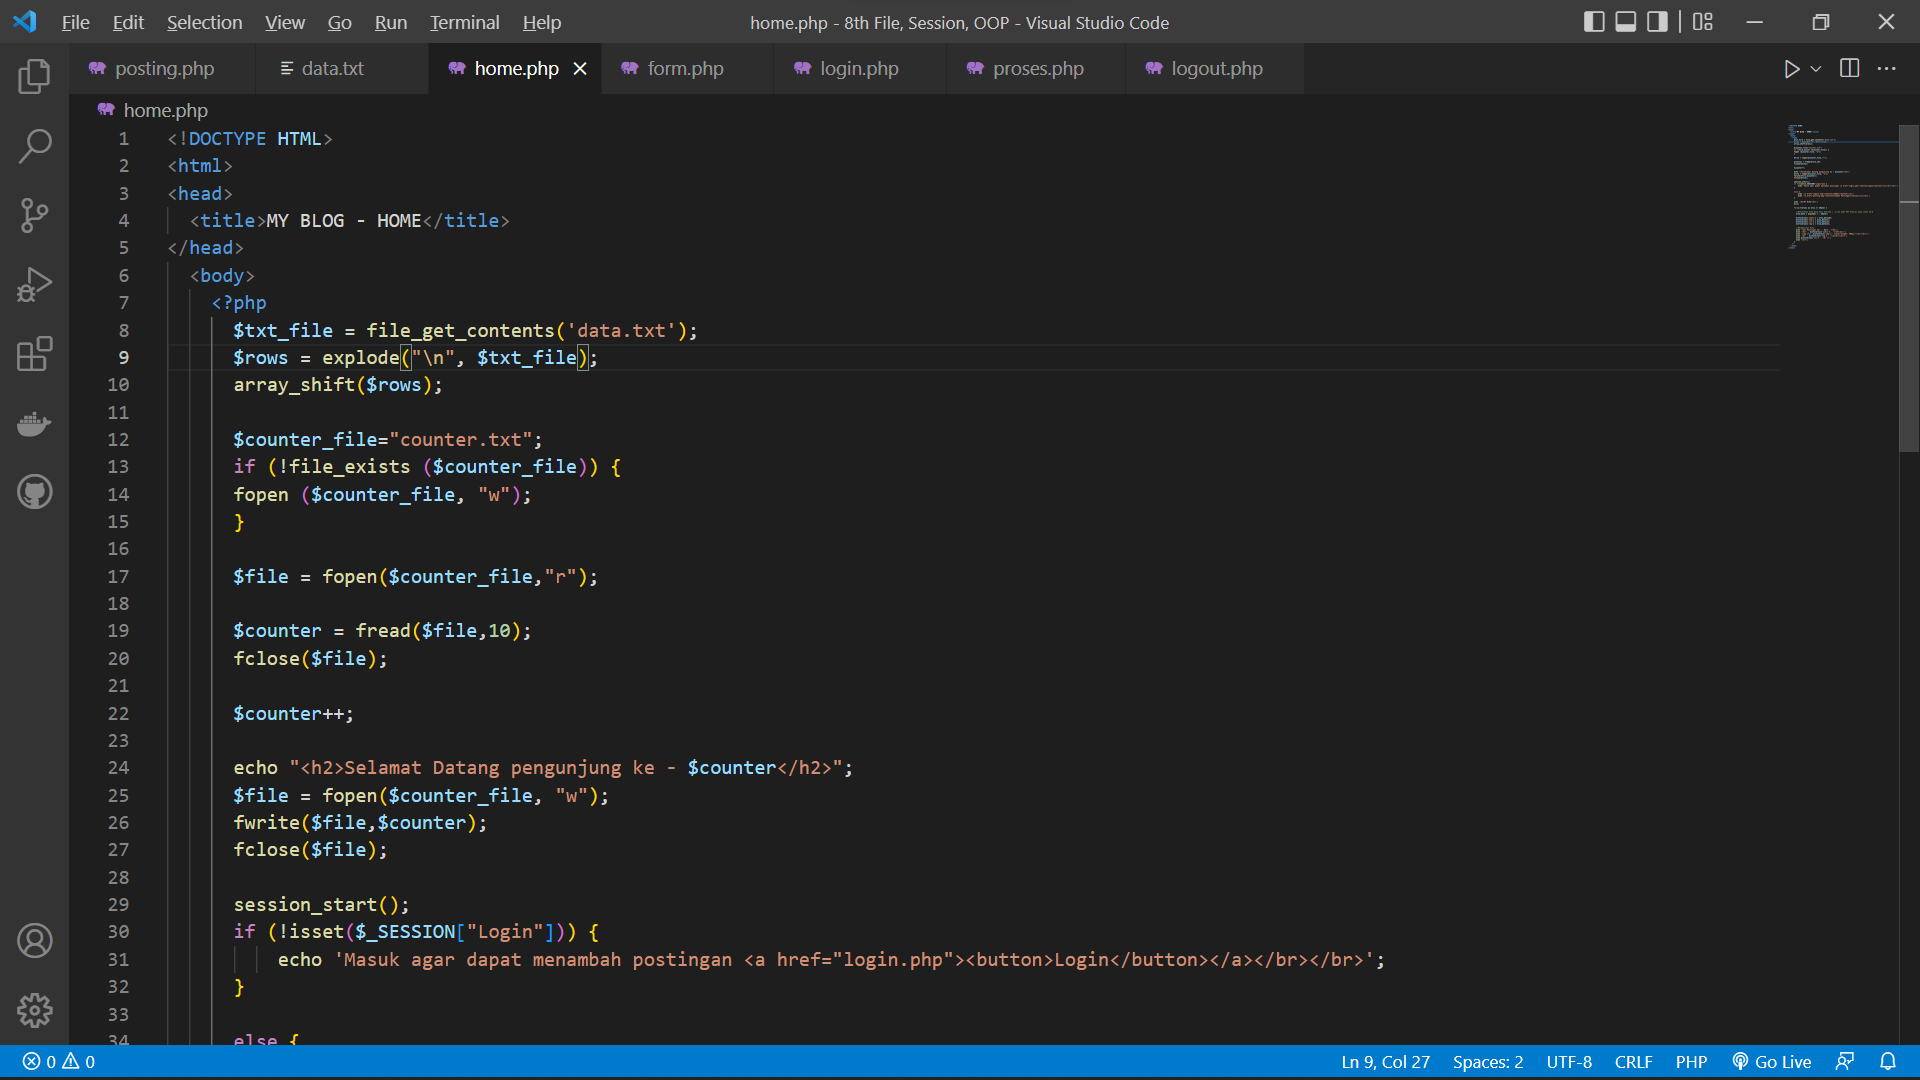 File Edit Selection View Go Run Terminal Help home.php - 8th File, Session, OOP - Visual Studio Code
posting.php data.txt home.php form.php login.php proses.php logout.php
home.php
1 <!DOCTYPE HTML>
2 <html>
3 <head>
4 <title>MY BLOG - HOME</title>
5 </head>
6 <body>
7 <?php
8 $txt_file = file_get_contents('data.txt');
9 $rows = explode("\n", $txt_file);
10 array_shift($rows);
11
12 $counter_file="counter.txt";
13 if (!file_exists ($counter_file)) {
14 fopen ($counter_file, "w");
15 }
16
17 $file = fopen($counter_file,"r");
18
19 $counter = fread($file,10);
20 fclose($file);
21
22 $counter++;
23
24 echo "<h2>Selamat Datang pengunjung ke - $counter</h2>";
25 $file = fopen($counter_file, "w");
26 fwrite($file,$counter);
27 fclose($file);
28
29 session_start();
30 if (!isset($_SESSION["Login"])) {
31 echo 'Masuk agar dapat menambah postingan <a href="login.php"><button>Login</button></a></br></br>';
32 }
33
34 else {
0 0 Ln 9, Col 27 Spaces: 2 UTF-8 CRLF PHP Go Live